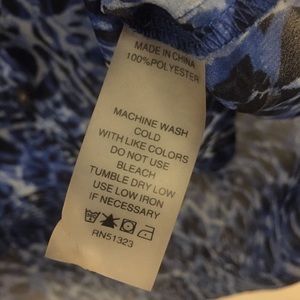 MADE IN CHINA
100%POLYESTER
MACHINE WASH
COLD
WITH LIKE COLORS
DO NOT USE
BLEACH
TUMBLE DRY LOW
USE LOW IRON
IF NECESSARY
RN51323